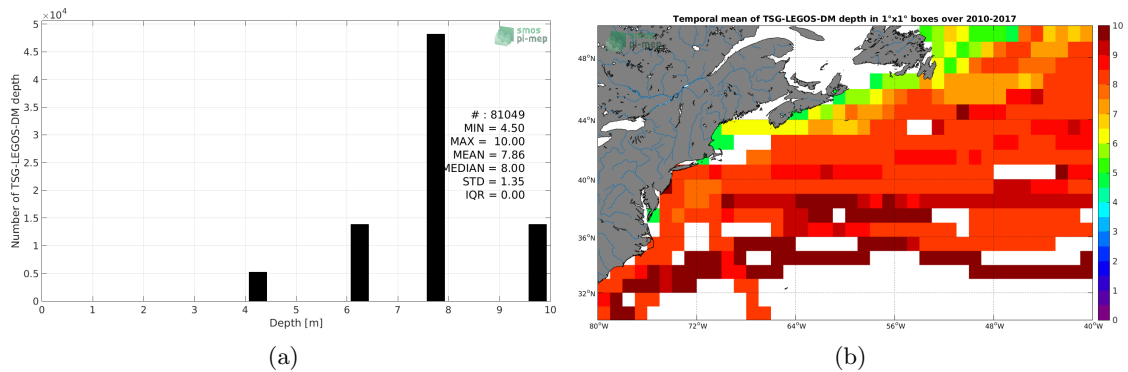 ×10⁴
5
4.5
4
3.5
3
2.5
2
1.5
1
0.5
0
Number of TSG-LEGOS-DM depth
smos
pi-mep
# : 81049
MIN = 4.50
MAX = 10.00
MEAN = 7.86
MEDIAN = 8.00
STD = 1.35
IQR = 0.00
0 1 2 3 4 5 6 7 8 9 10
Depth [m]
(a)
Temporal mean of TSG-LEGOS-DM depth in 1°x1° boxes over 2010-2017
smos
pi-mep
48°N
44°N
40°N
36°N
32°N
80°W 72°W 64°W 56°W 48°W 40°W
10
9
8
7
6
5
4
3
2
1
0
(b)